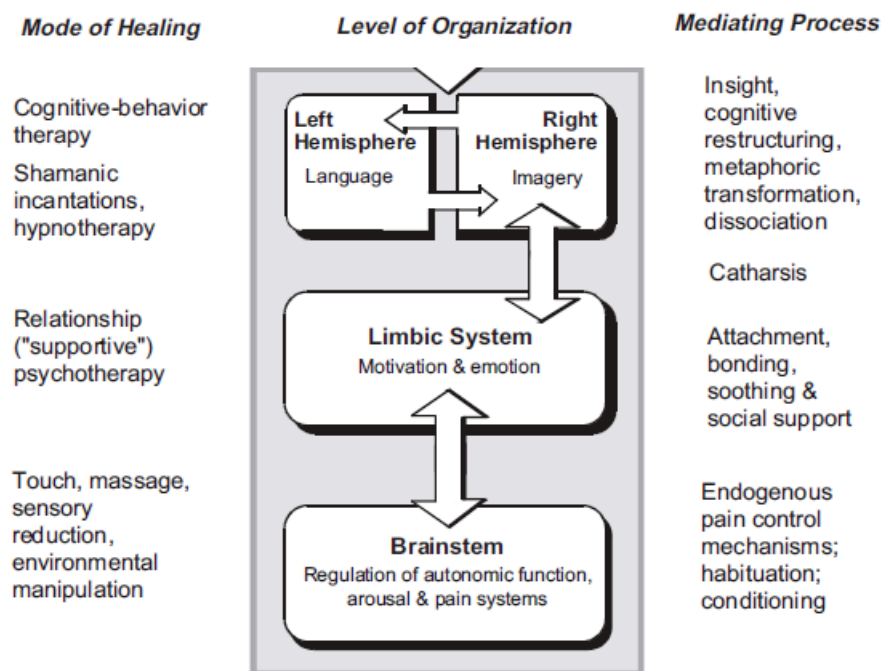 Mode of Healing
Level of Organization
Mediating Process
Cognitive-behavior
therapy
Shamanic
incantations,
hypnotherapy
Left
Hemisphere
Language
Right
Hemisphere
Imagery
Insight,
cognitive
restructuring,
metaphoric
transformation,
dissociation
Catharsis
Relationship
("supportive")
psychotherapy
Limbic System
Motivation & emotion
Attachment,
bonding,
soothing &
social support
Touch, massage,
sensory
reduction,
environmental
manipulation
Brainstem
Regulation of autonomic function,
arousal & pain systems
Endogenous
pain control
mechanisms;
habituation;
conditioning